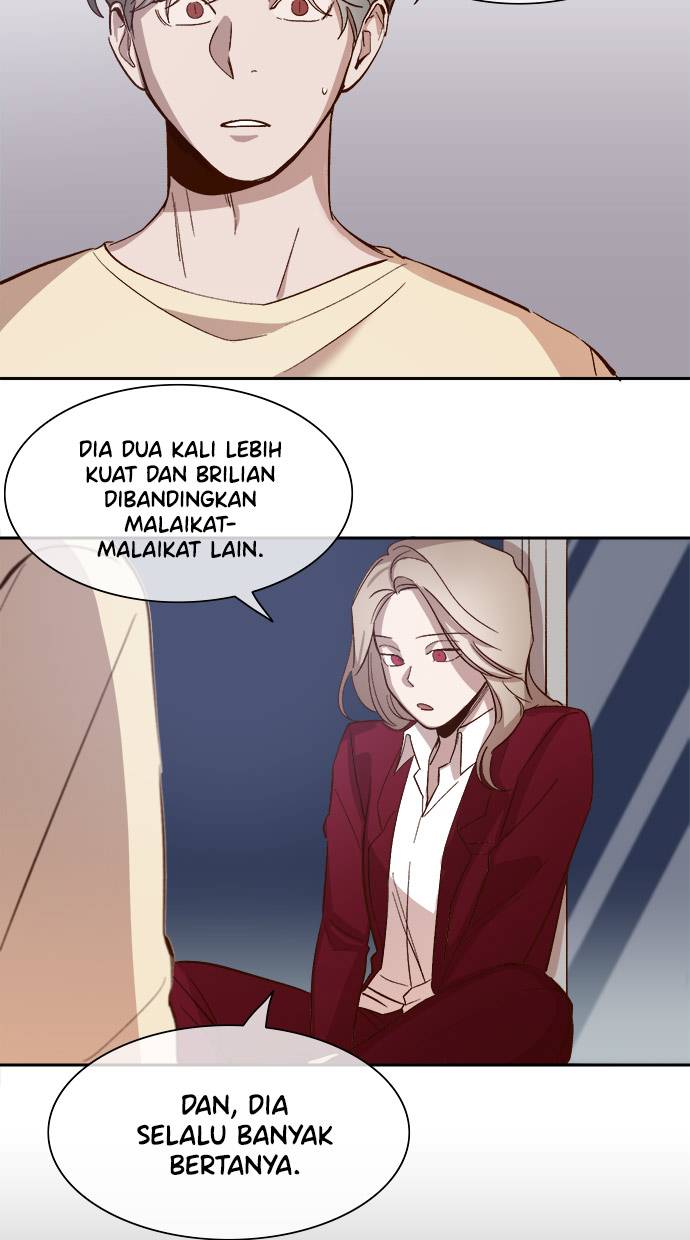 DIA DUA KALI LEBIH
KUAT DAN BRILIAN
DIBANDINGKAN
MALAIKAT-
MALAIKAT LAIN.
DAN, DIA
SELALU BANYAK
BERTANYA.